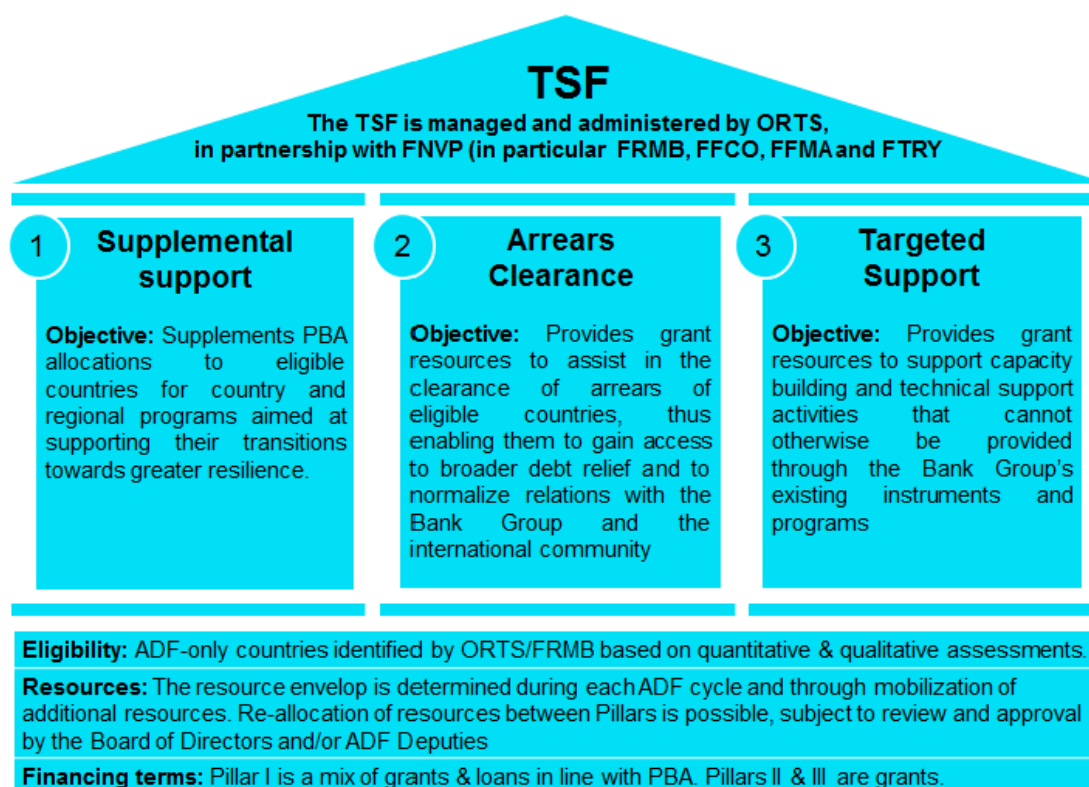 TSF
The TSF is managed and administered by ORTS,
in partnership with FNVP (in particular FRMB, FFCO, FFMA and FTRY
1
Supplemental
support
Objective: Supplements PBA
allocations to eligible
countries for country and
regional programs aimed at
supporting their transitions
towards greater resilience.
2
Arrears
Clearance
Objective: Provides grant
resources to assist in the
clearance of arrears of
eligible countries, thus
enabling them to gain access
to broader debt relief and to
normalize relations with the
Bank Group and the
international community
3
Targeted
Support
Objective: Provides grant
resources to support capacity
building and technical support
activities that cannot
otherwise be provided
through the Bank Group's
existing instruments and
programs
Eligibility: ADF-only countries identified by ORTS/FRMB based on quantitative & qualitative assessments.
Resources: The resource envelop is determined during each ADF cycle and through mobilization of
additional resources. Re-allocation of resources between Pillars is possible, subject to review and approval
by the Board of Directors and/or ADF Deputies
Financing terms: Pillar I is a mix of grants & loans in line with PBA. Pillars II & III are grants.